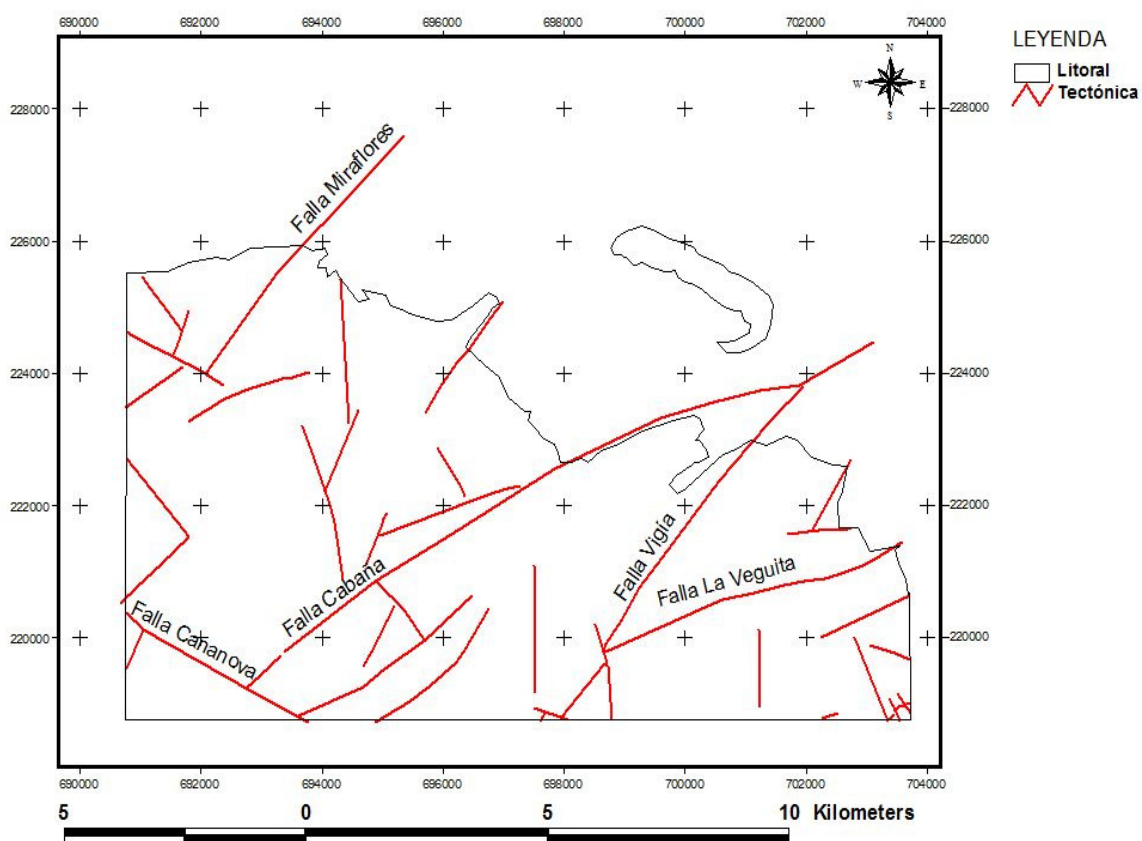 690000 692000 694000 696000 698000 700000 702000 704000
LEYENDA
Litoral
Tectónica
N
W E
S
228000 228000
Falla Miraflores
226000 226000
224000 224000
222000 222000
Falla Vigía
Falla La Veguita
Falla Cabaña
Falla Cananova
220000 220000
690000 692000 694000 696000 698000 700000 702000 704000
5 0 5 10 Kilometers